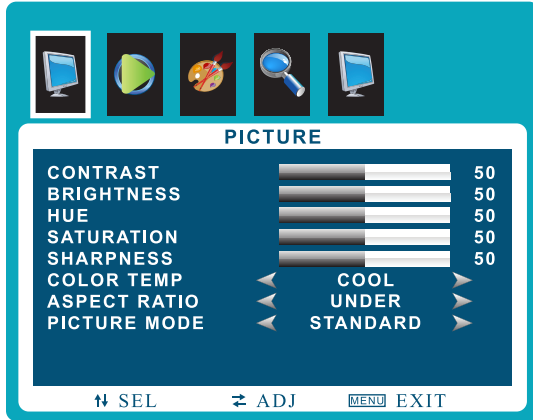 PICTURE
CONTRAST 50
BRIGHTNESS 50
HUE 50
SATURATION 50
SHARPNESS 50
COLOR TEMP COOL
ASPECT RATIO UNDER
PICTURE MODE STANDARD
SEL ADJ MENU EXIT